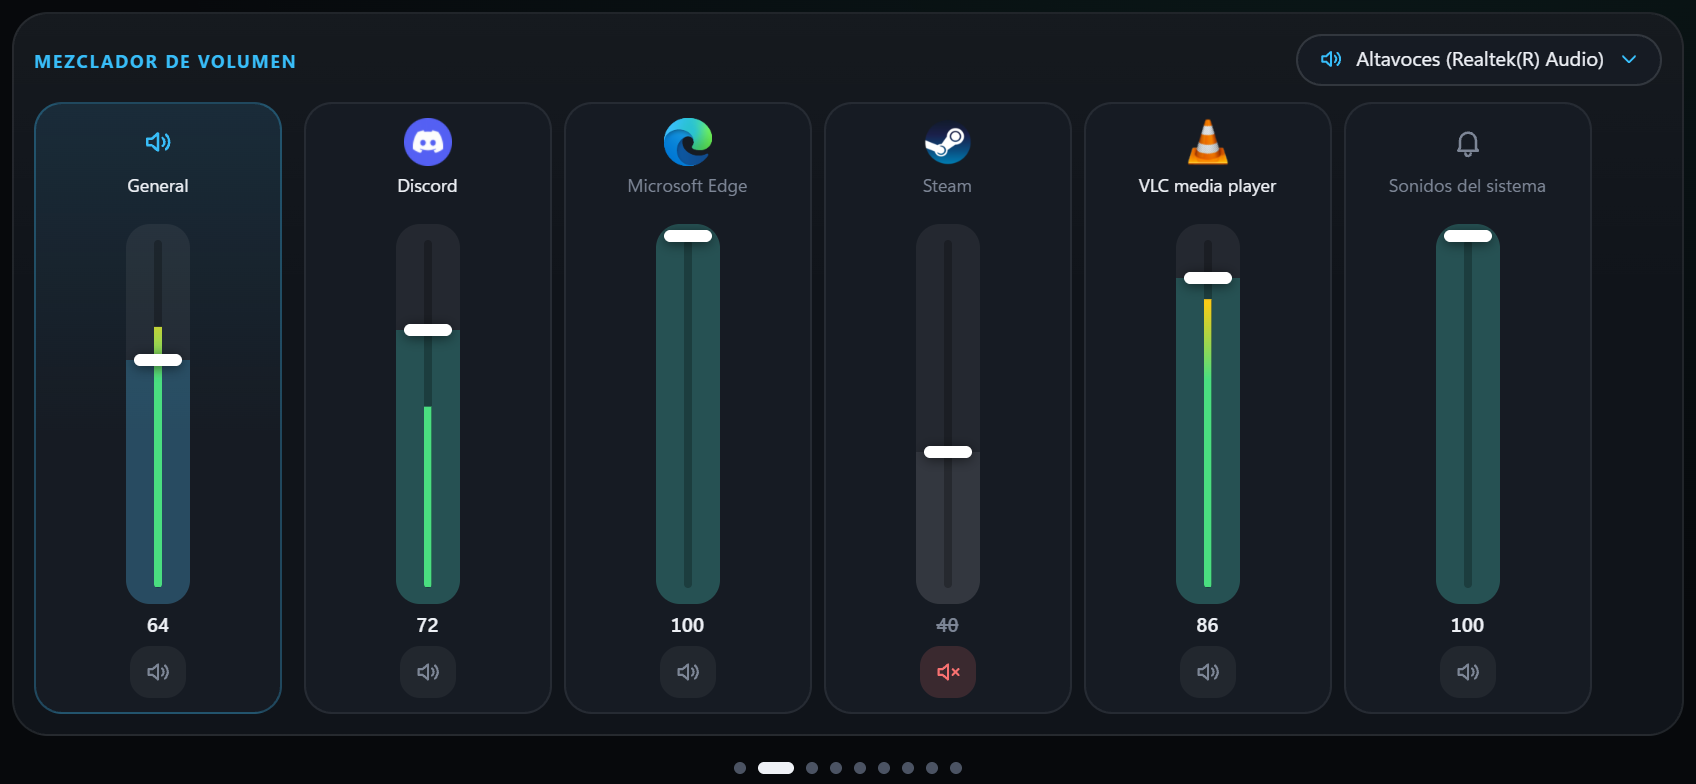 MEZCLADOR DE VOLUMEN
Altavoces (Realtek(R) Audio)
General
Discord
Microsoft Edge
Steam
VLC media player
Sonidos del sistema
64
72
100
40
86
100